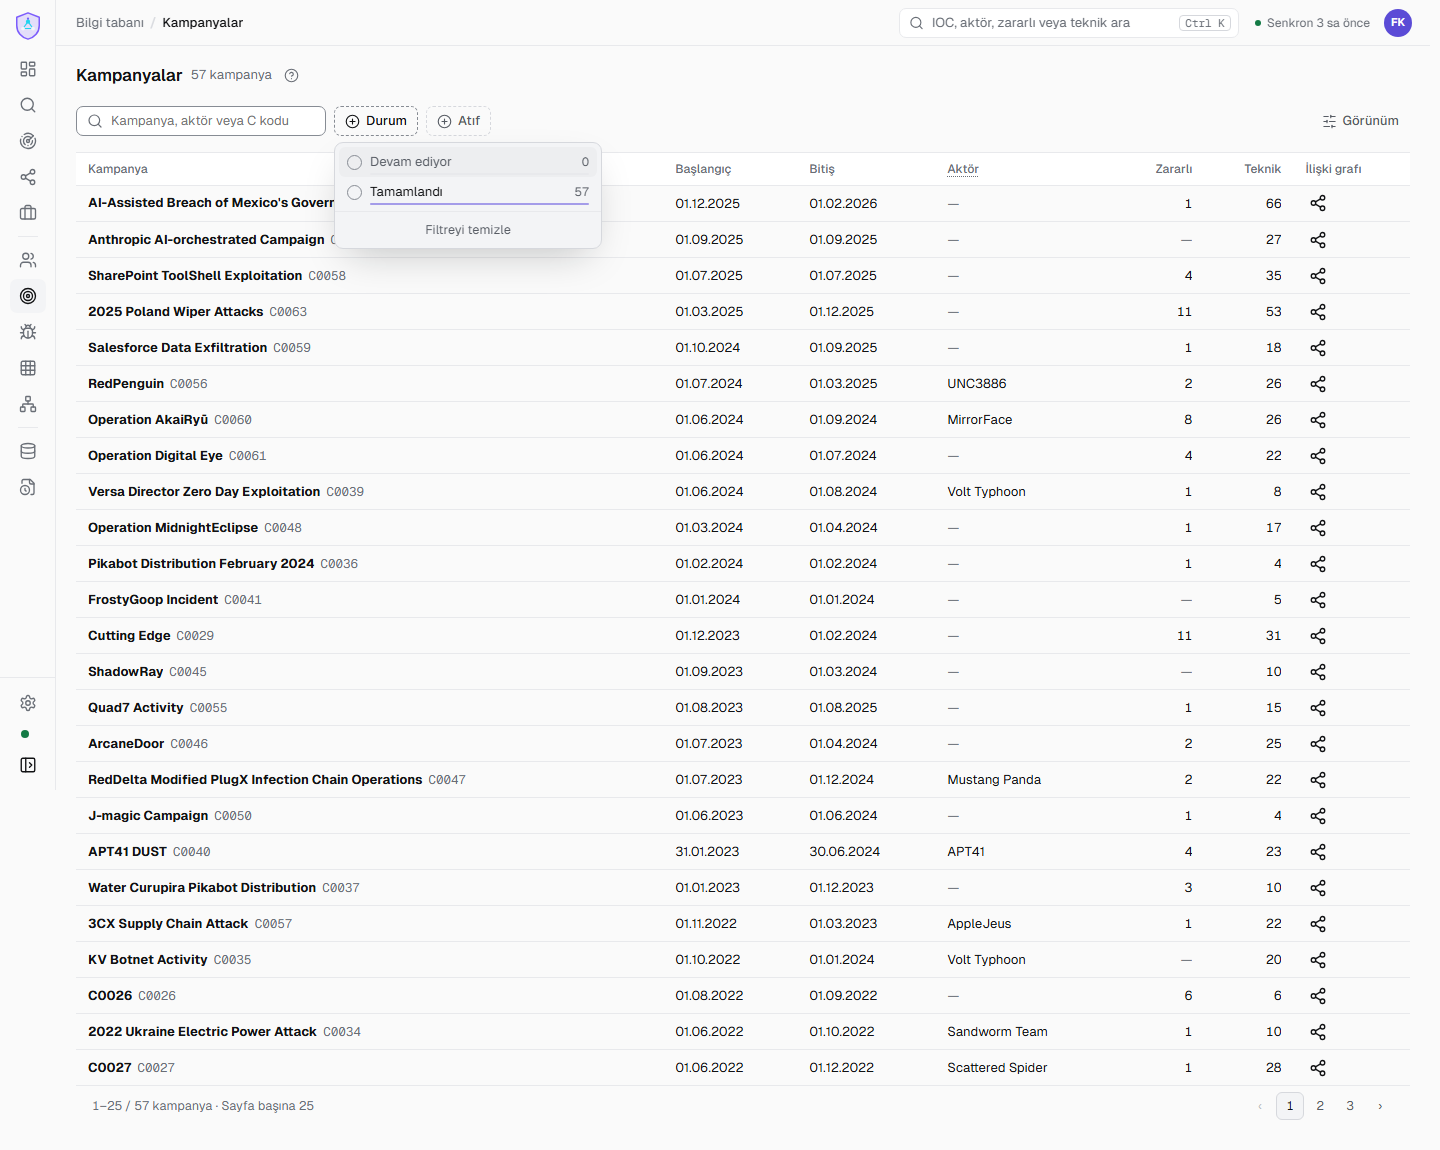 Bilgi tabanı / Kampanyalar
IOC, aktör, zararlı veya teknik ara
Ctrl K
Senkron 3 sa önce
FK
Kampanyalar 57 kampanya
Kampanya, aktör veya C kodu
Durum
Atıf
Görünüm
Devam ediyor 0
Tamamlandı 57
Filtreyi temizle
Kampanya Başlangıç Bitiş Aktör Zararlı Teknik İlişki grafı
AI-Assisted Breach of Mexico's Govern 01.12.2025 01.02.2026 — 1 66
Anthropic AI-orchestrated Campaign 01.09.2025 01.09.2025 — — 27
SharePoint ToolShell Exploitation C0058 01.07.2025 01.07.2025 — 4 35
2025 Poland Wiper Attacks C0063 01.03.2025 01.12.2025 — 11 53
Salesforce Data Exfiltration C0059 01.10.2024 01.09.2025 — 1 18
RedPenguin C0056 01.07.2024 01.03.2025 UNC3886 2 26
Operation AkaiRyū C0060 01.06.2024 01.09.2024 MirrorFace 8 26
Operation Digital Eye C0061 01.06.2024 01.07.2024 — 4 22
Versa Director Zero Day Exploitation C0039 01.06.2024 01.08.2024 Volt Typhoon 1 8
Operation MidnightEclipse C0048 01.03.2024 01.04.2024 — 1 17
Pikabot Distribution February 2024 C0036 01.02.2024 01.02.2024 — 1 4
FrostyGoop Incident C0041 01.01.2024 01.01.2024 — — 5
Cutting Edge C0029 01.12.2023 01.02.2024 — 11 31
ShadowRay C0045 01.09.2023 01.03.2024 — — 10
Quad7 Activity C0055 01.08.2023 01.08.2025 — 1 15
ArcaneDoor C0046 01.07.2023 01.04.2024 — 2 25
RedDelta Modified PlugX Infection Chain Operations C0047 01.07.2023 01.12.2024 Mustang Panda 2 22
J-magic Campaign C0050 01.06.2023 01.06.2024 — 1 4
APT41 DUST C0040 31.01.2023 30.06.2024 APT41 4 23
Water Curupira Pikabot Distribution C0037 01.01.2023 01.12.2023 — 3 10
3CX Supply Chain Attack C0057 01.11.2022 01.03.2023 AppleJeus 1 22
KV Botnet Activity C0035 01.10.2022 01.01.2024 Volt Typhoon — 20
C0026 C0026 01.08.2022 01.09.2022 — 6 6
2022 Ukraine Electric Power Attack C0034 01.06.2022 01.10.2022 Sandworm Team 1 10
C0027 C0027 01.06.2022 01.12.2022 Scattered Spider 1 28
1–25 / 57 kampanya · Sayfa başına 25
‹ 1 2 3 ›